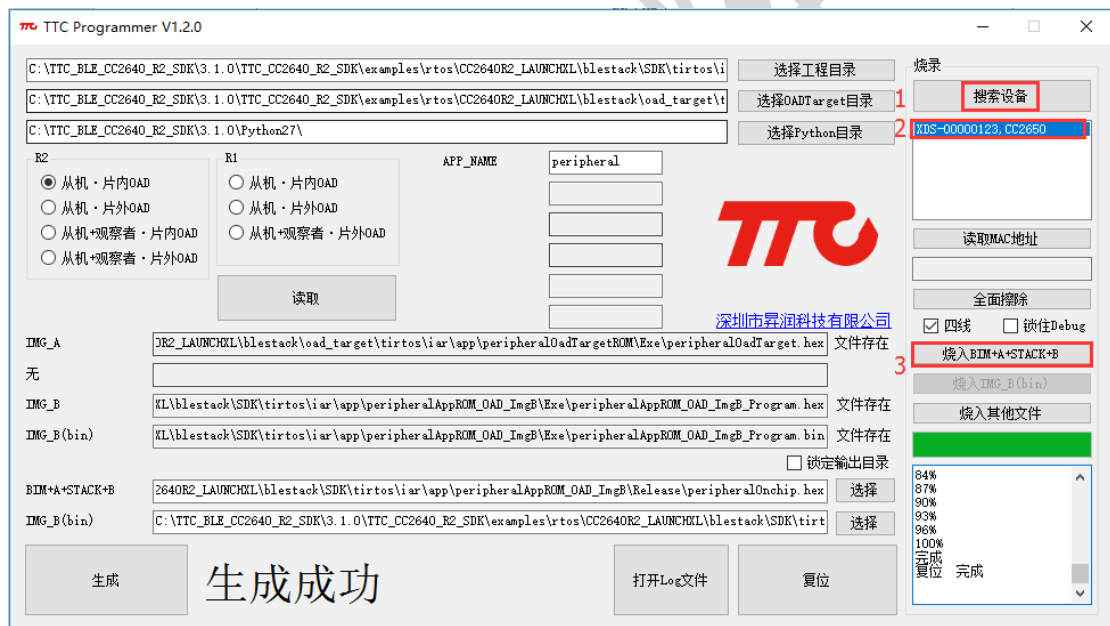 TTC Programmer V1.2.0
C:\TTC_BLE_CC2640_R2_SDK\3.1.0\TTC_CC2640_R2_SDK\examples\rtos\CC2640R2_LAUNCHXL\blestack\SDK\tirtos\i
选择工程目录
烧录
C:\TTC_BLE_CC2640_R2_SDK\3.1.0\TTC_CC2640_R2_SDK\examples\rtos\CC2640R2_LAUNCHXL\blestack\oad_target\t
选择OADTarget目录
1
搜索设备
C:\TTC_BLE_CC2640_R2_SDK\3.1.0\Python27\
选择Python目录
2
XDS-00000123,CC2650
R2
R1
APP_NAME
peripheral
从机·片内OAD
从机·片内OAD
从机·片外OAD
从机·片外OAD
从机+观察者·片内OAD
从机+观察者·片外OAD
从机+观察者·片外OAD
TTC
读取MAC地址
读取
全面擦除
深圳市昇润科技有限公司
四线
锁住Debug
IMG_A
OR2_LAUNCHXL\blestack\oad_target\tirtos\iar\app\peripheralOadTargetROM\Exe\peripheralOadTarget.hex
文件存在
3
烧入BIM+A+STACK+B
无
烧入IMG_B(bin)
IMG_B
XL\blestack\SDK\tirtos\iar\app\peripheralAppROM_OAD_ImgB\Exe\peripheralAppROM_OAD_ImgB_Program.hex
文件存在
烧入其他文件
IMG_B(bin)
XL\blestack\SDK\tirtos\iar\app\peripheralAppROM_OAD_ImgB\Exe\peripheralAppROM_OAD_ImgB_Program.bin
文件存在
锁定输出目录
BIM+A+STACK+B
2640R2_LAUNCHXL\blestack\SDK\tirtos\iar\app\peripheralAppROM_OAD_ImgB\Release\peripheralOnchip.hex
选择
IMG_B(bin)
C:\TTC_BLE_CC2640_R2_SDK\3.1.0\TTC_CC2640_R2_SDK\examples\rtos\CC2640R2_LAUNCHXL\blestack\SDK\tirt
选择
84%
87%
90%
93%
96%
100%
完成
复位 完成
生成
生成成功
打开Log文件
复位